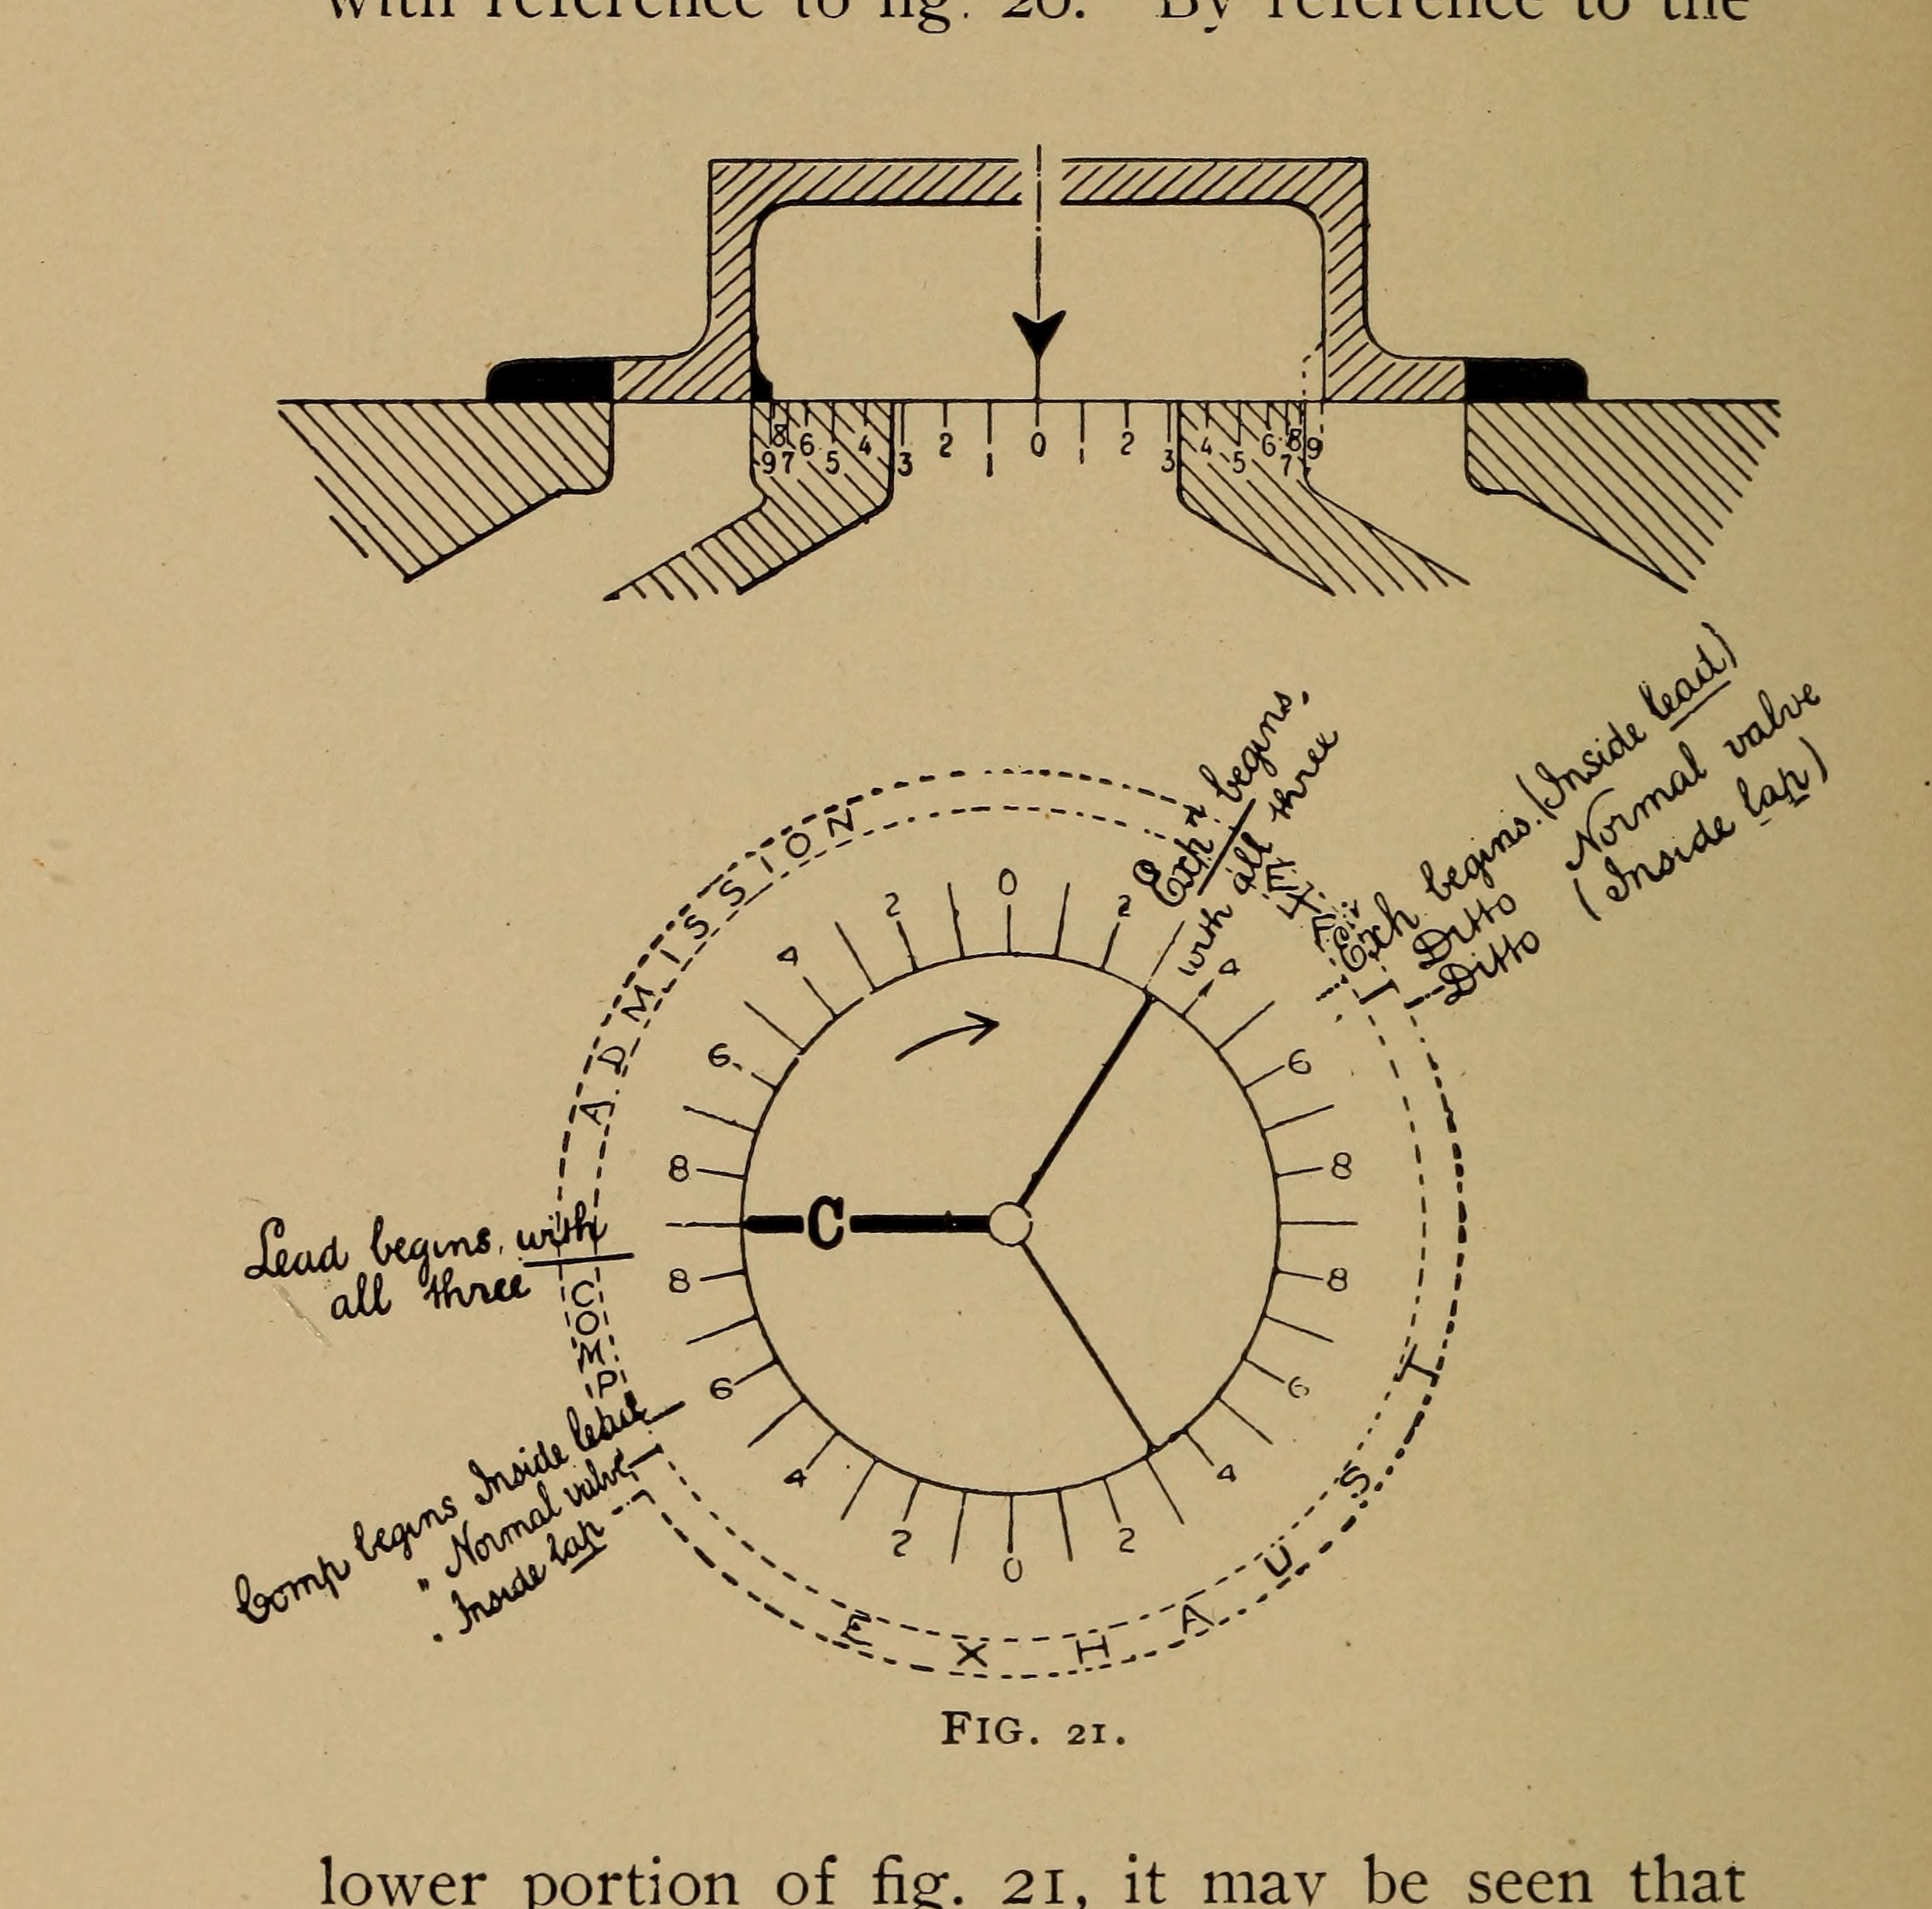 with reference to fig. 20. By reference to the
9 8 7 6 5 4 3 2 1 0 1 2 3 4 5 6 7 8 9
Expn begins,
with all three
Exh begins. (Inside lead)
Ditto Normal valve
Ditto (Inside lap)
ADMISSION
0
2 2
4 4
6 6
8 8
C
Lead begins, with
all three
COMP
8 8
6 6
4 4
2 2
0
Comp begins Inside lead
" Normal valve
. Inside lap
EXHAUST
FIG. 21.
lower portion of fig. 21, it may be seen that